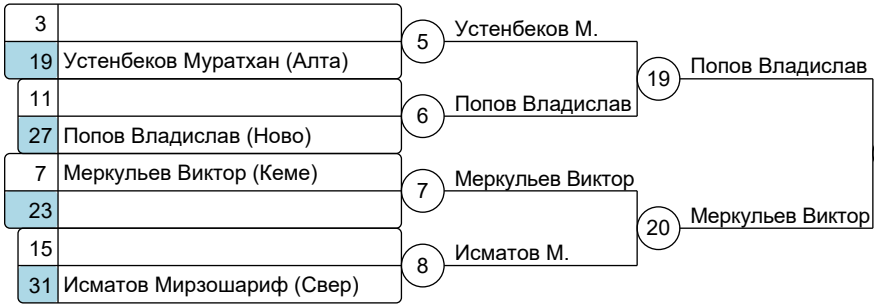 3
5
Устенбеков М.
19 Устенбеков Муратхан (Алта)
19
Попов Владислав
11
6
Попов Владислав
27 Попов Владислав (Ново)
7 Меркульев Виктор (Кеме)
7
Меркульев Виктор
23
20
Меркульев Виктор
15
8
Исматов М.
31 Исматов Мирзошариф (Свер)